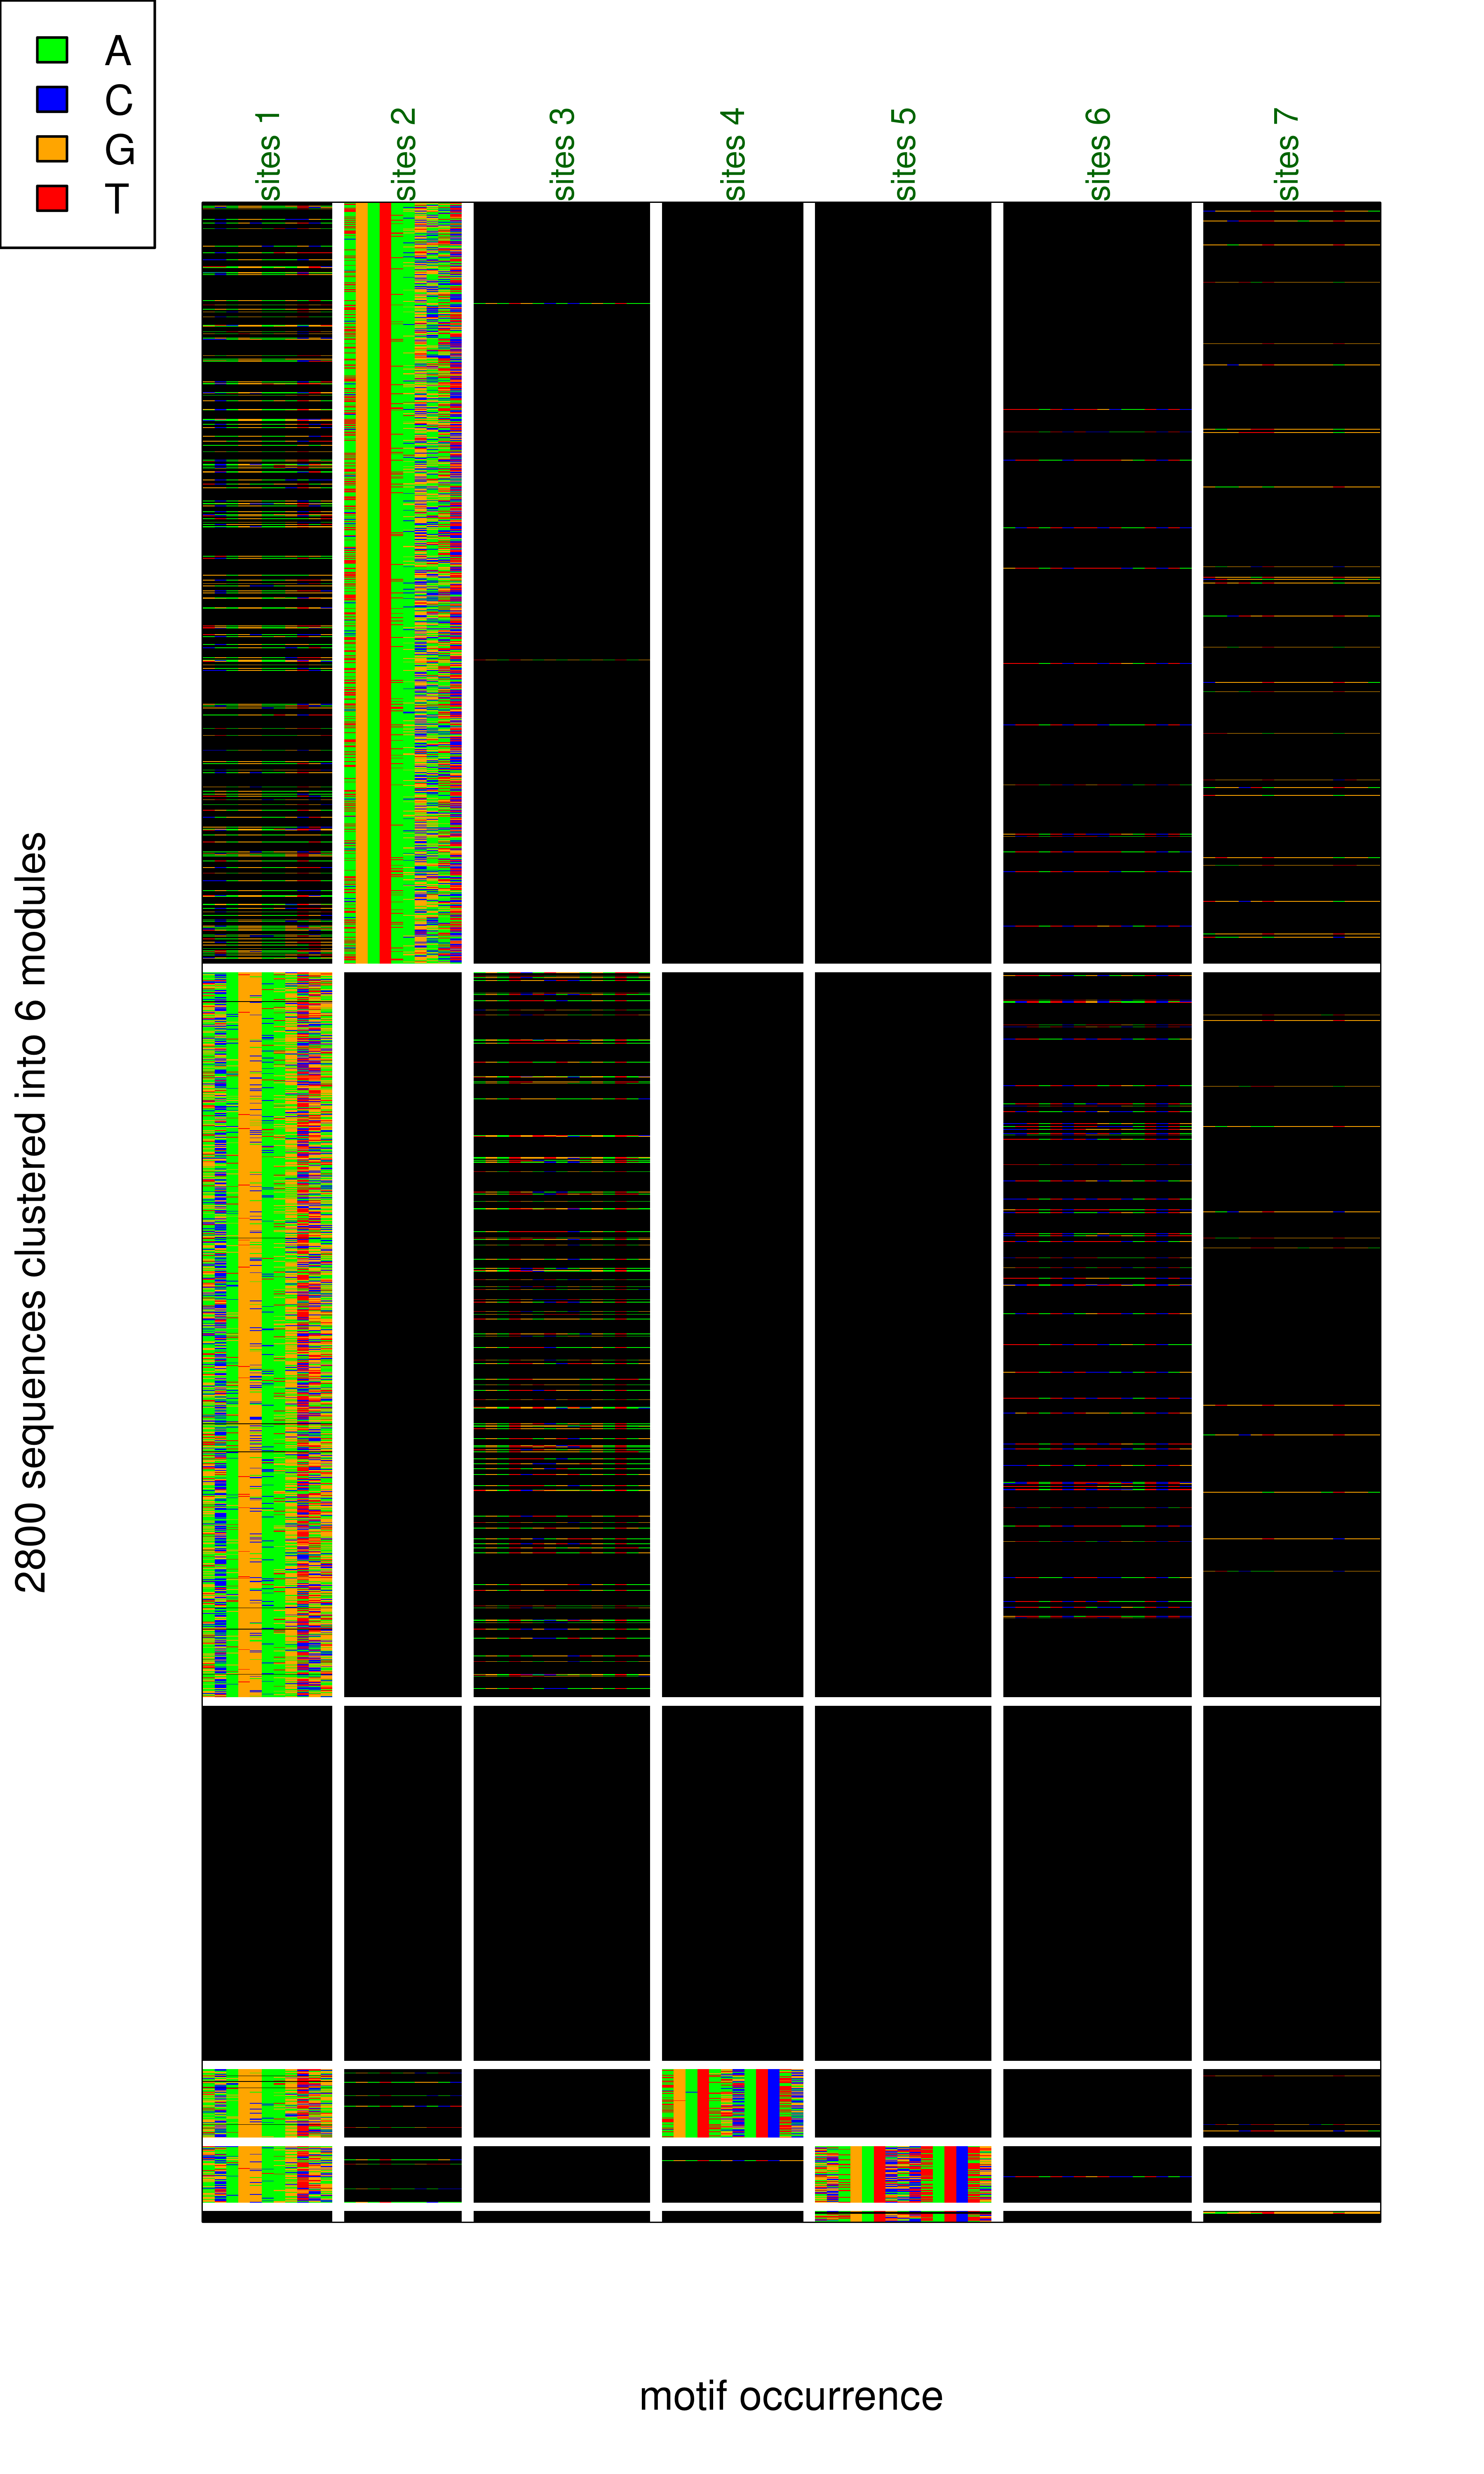 A
C
G
T
sites 1
sites 2
sites 3
sites 4
sites 5
sites 6
sites 7
2800 sequences clustered into 6 modules
motif occurrence